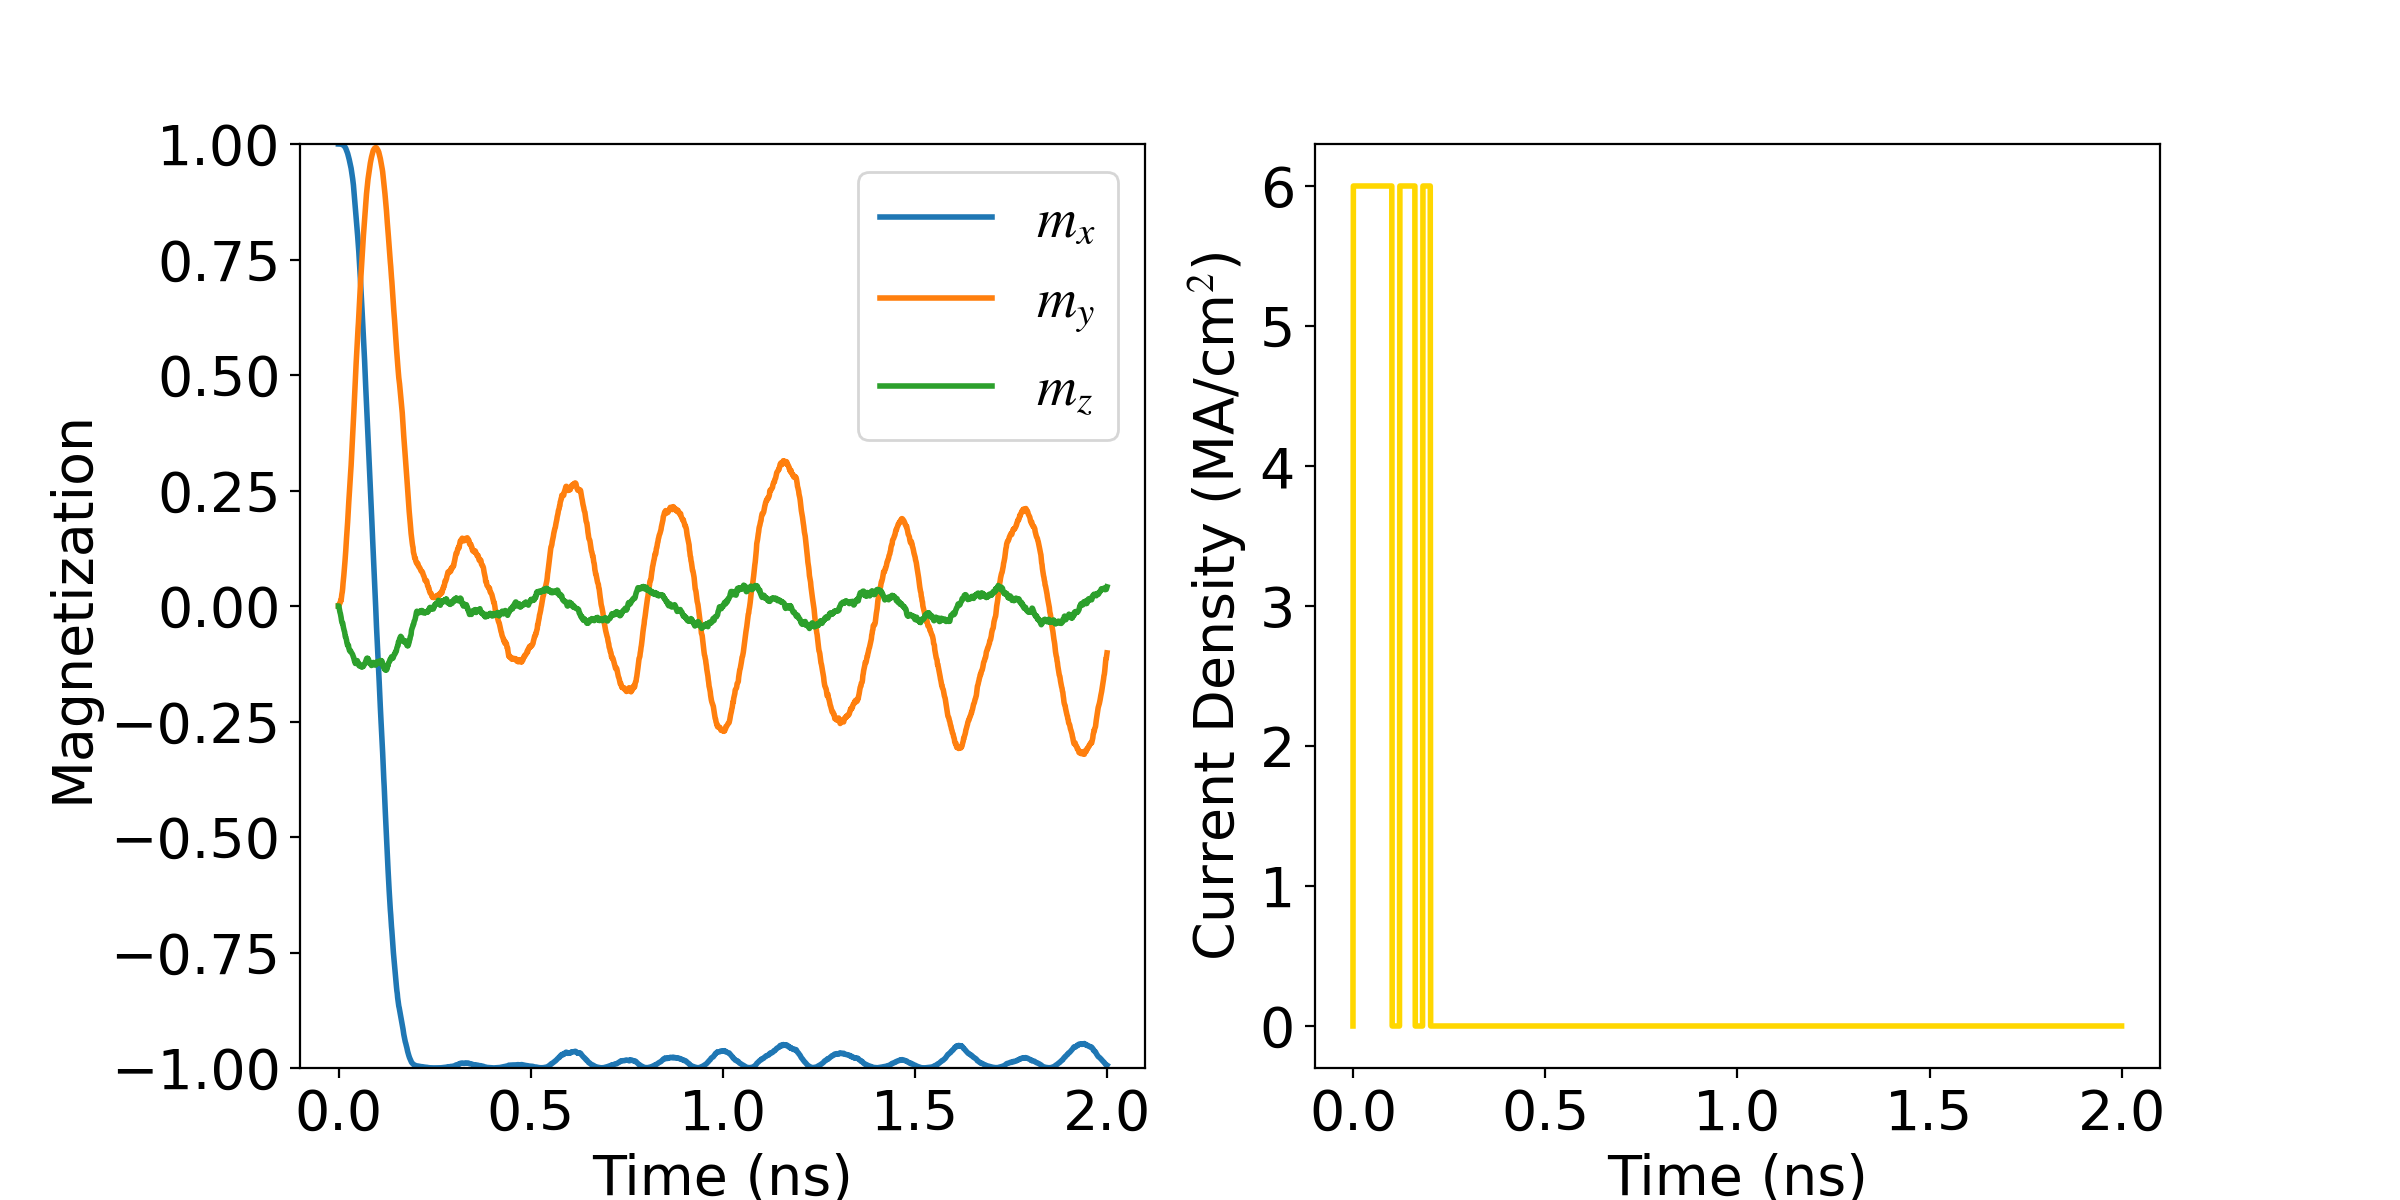 1.00
0.75
0.50
0.25
0.00
−0.25
−0.50
−0.75
−1.00
Magnetization
0.0 0.5 1.0 1.5 2.0
Time (ns)
m_x
m_y
m_z
6
5
4
3
2
1
0
Current Density (MA/cm²)
0.0 0.5 1.0 1.5 2.0
Time (ns)